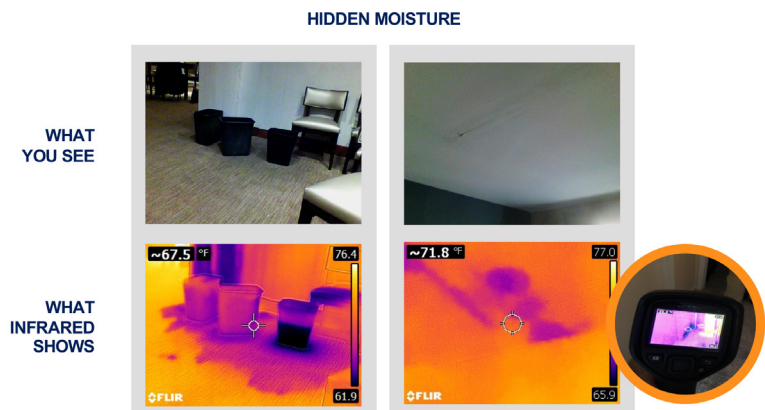 HIDDEN MOISTURE
WHAT
YOU SEE
~67.5 °F
76.4
61.9
FLIR
~71.8 °F
77.0
65.9
FLIR
WHAT
INFRARED
SHOWS